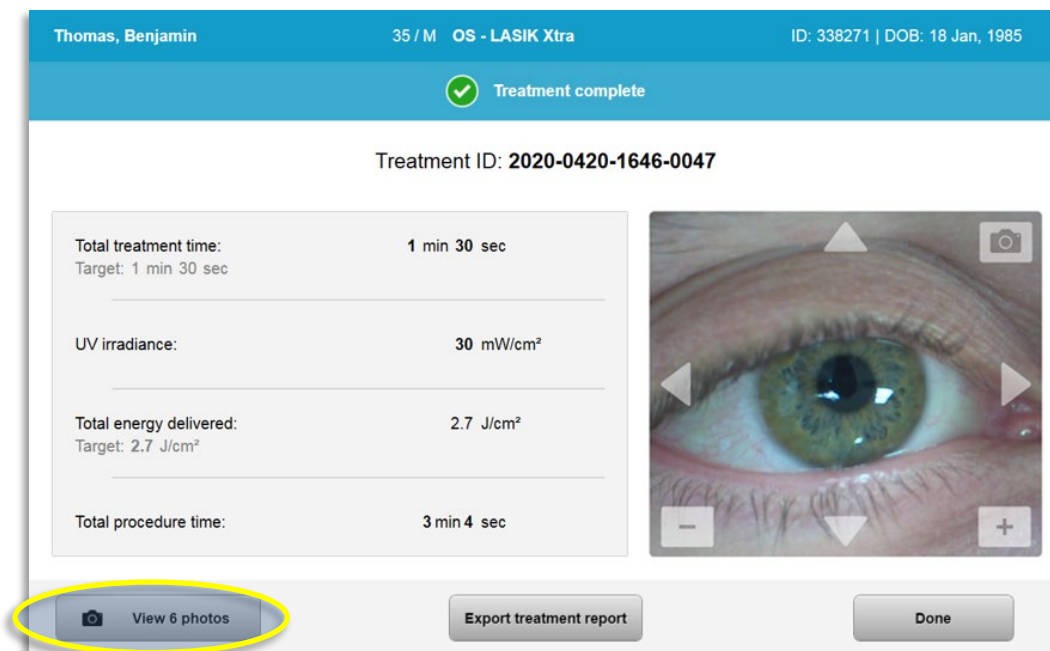 Thomas, Benjamin 35 / M OS - LASIK Xtra ID: 338271 | DOB: 18 Jan, 1985
Treatment complete
Treatment ID: 2020-0420-1646-0047
Total treatment time: 1 min 30 sec
Target: 1 min 30 sec
UV irradiance: 30 mW/cm²
Total energy delivered: 2.7 J/cm²
Target: 2.7 J/cm²
Total procedure time: 3 min 4 sec
View 6 photos Export treatment report Done